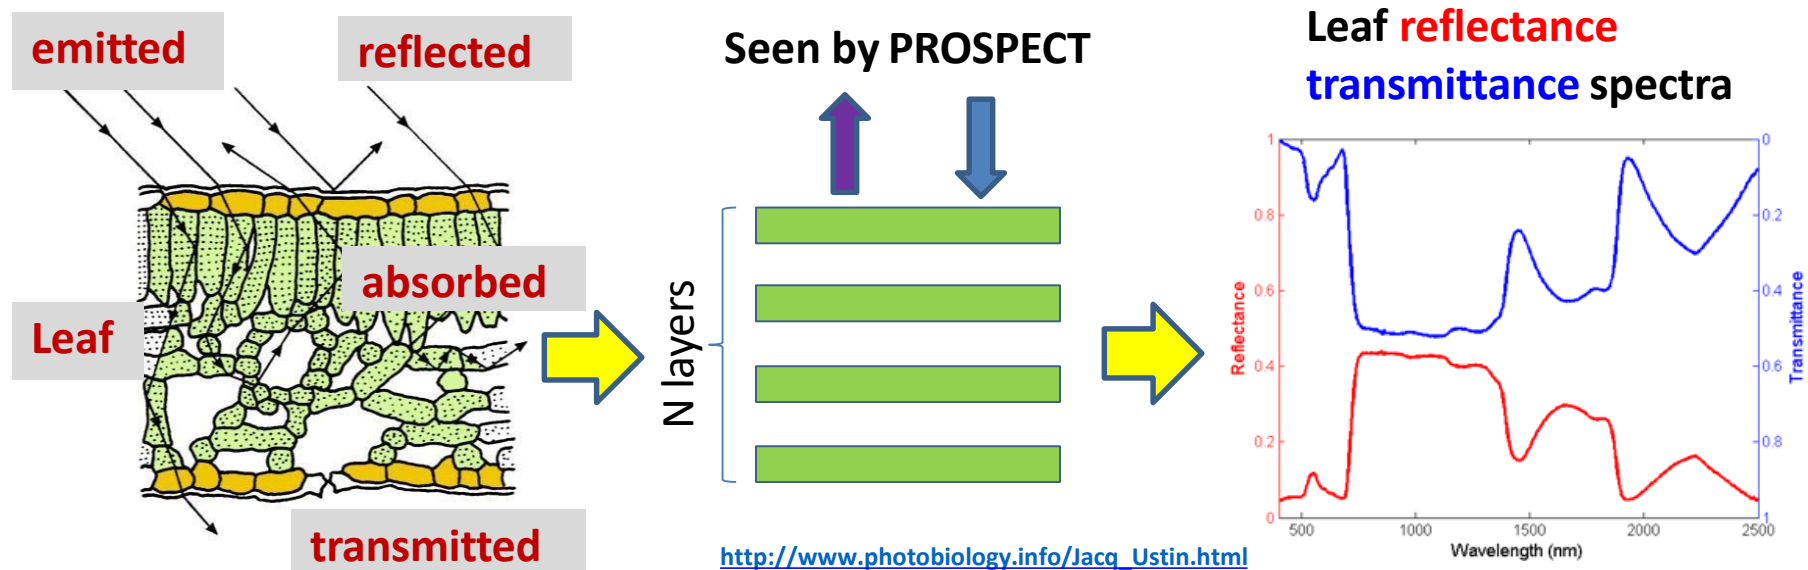 emitted
reflected
absorbed
Leaf
transmitted
Seen by PROSPECT
N layers
http://www.photobiology.info/Jacq_Ustin.html
Leaf reflectance
transmittance spectra
1
0.8
0.6
0.4
0.2
0
Reflectance
0
0.2
0.4
0.6
0.8
1
Transmittance
500
1000
1500
2000
2500
Wavelength (nm)